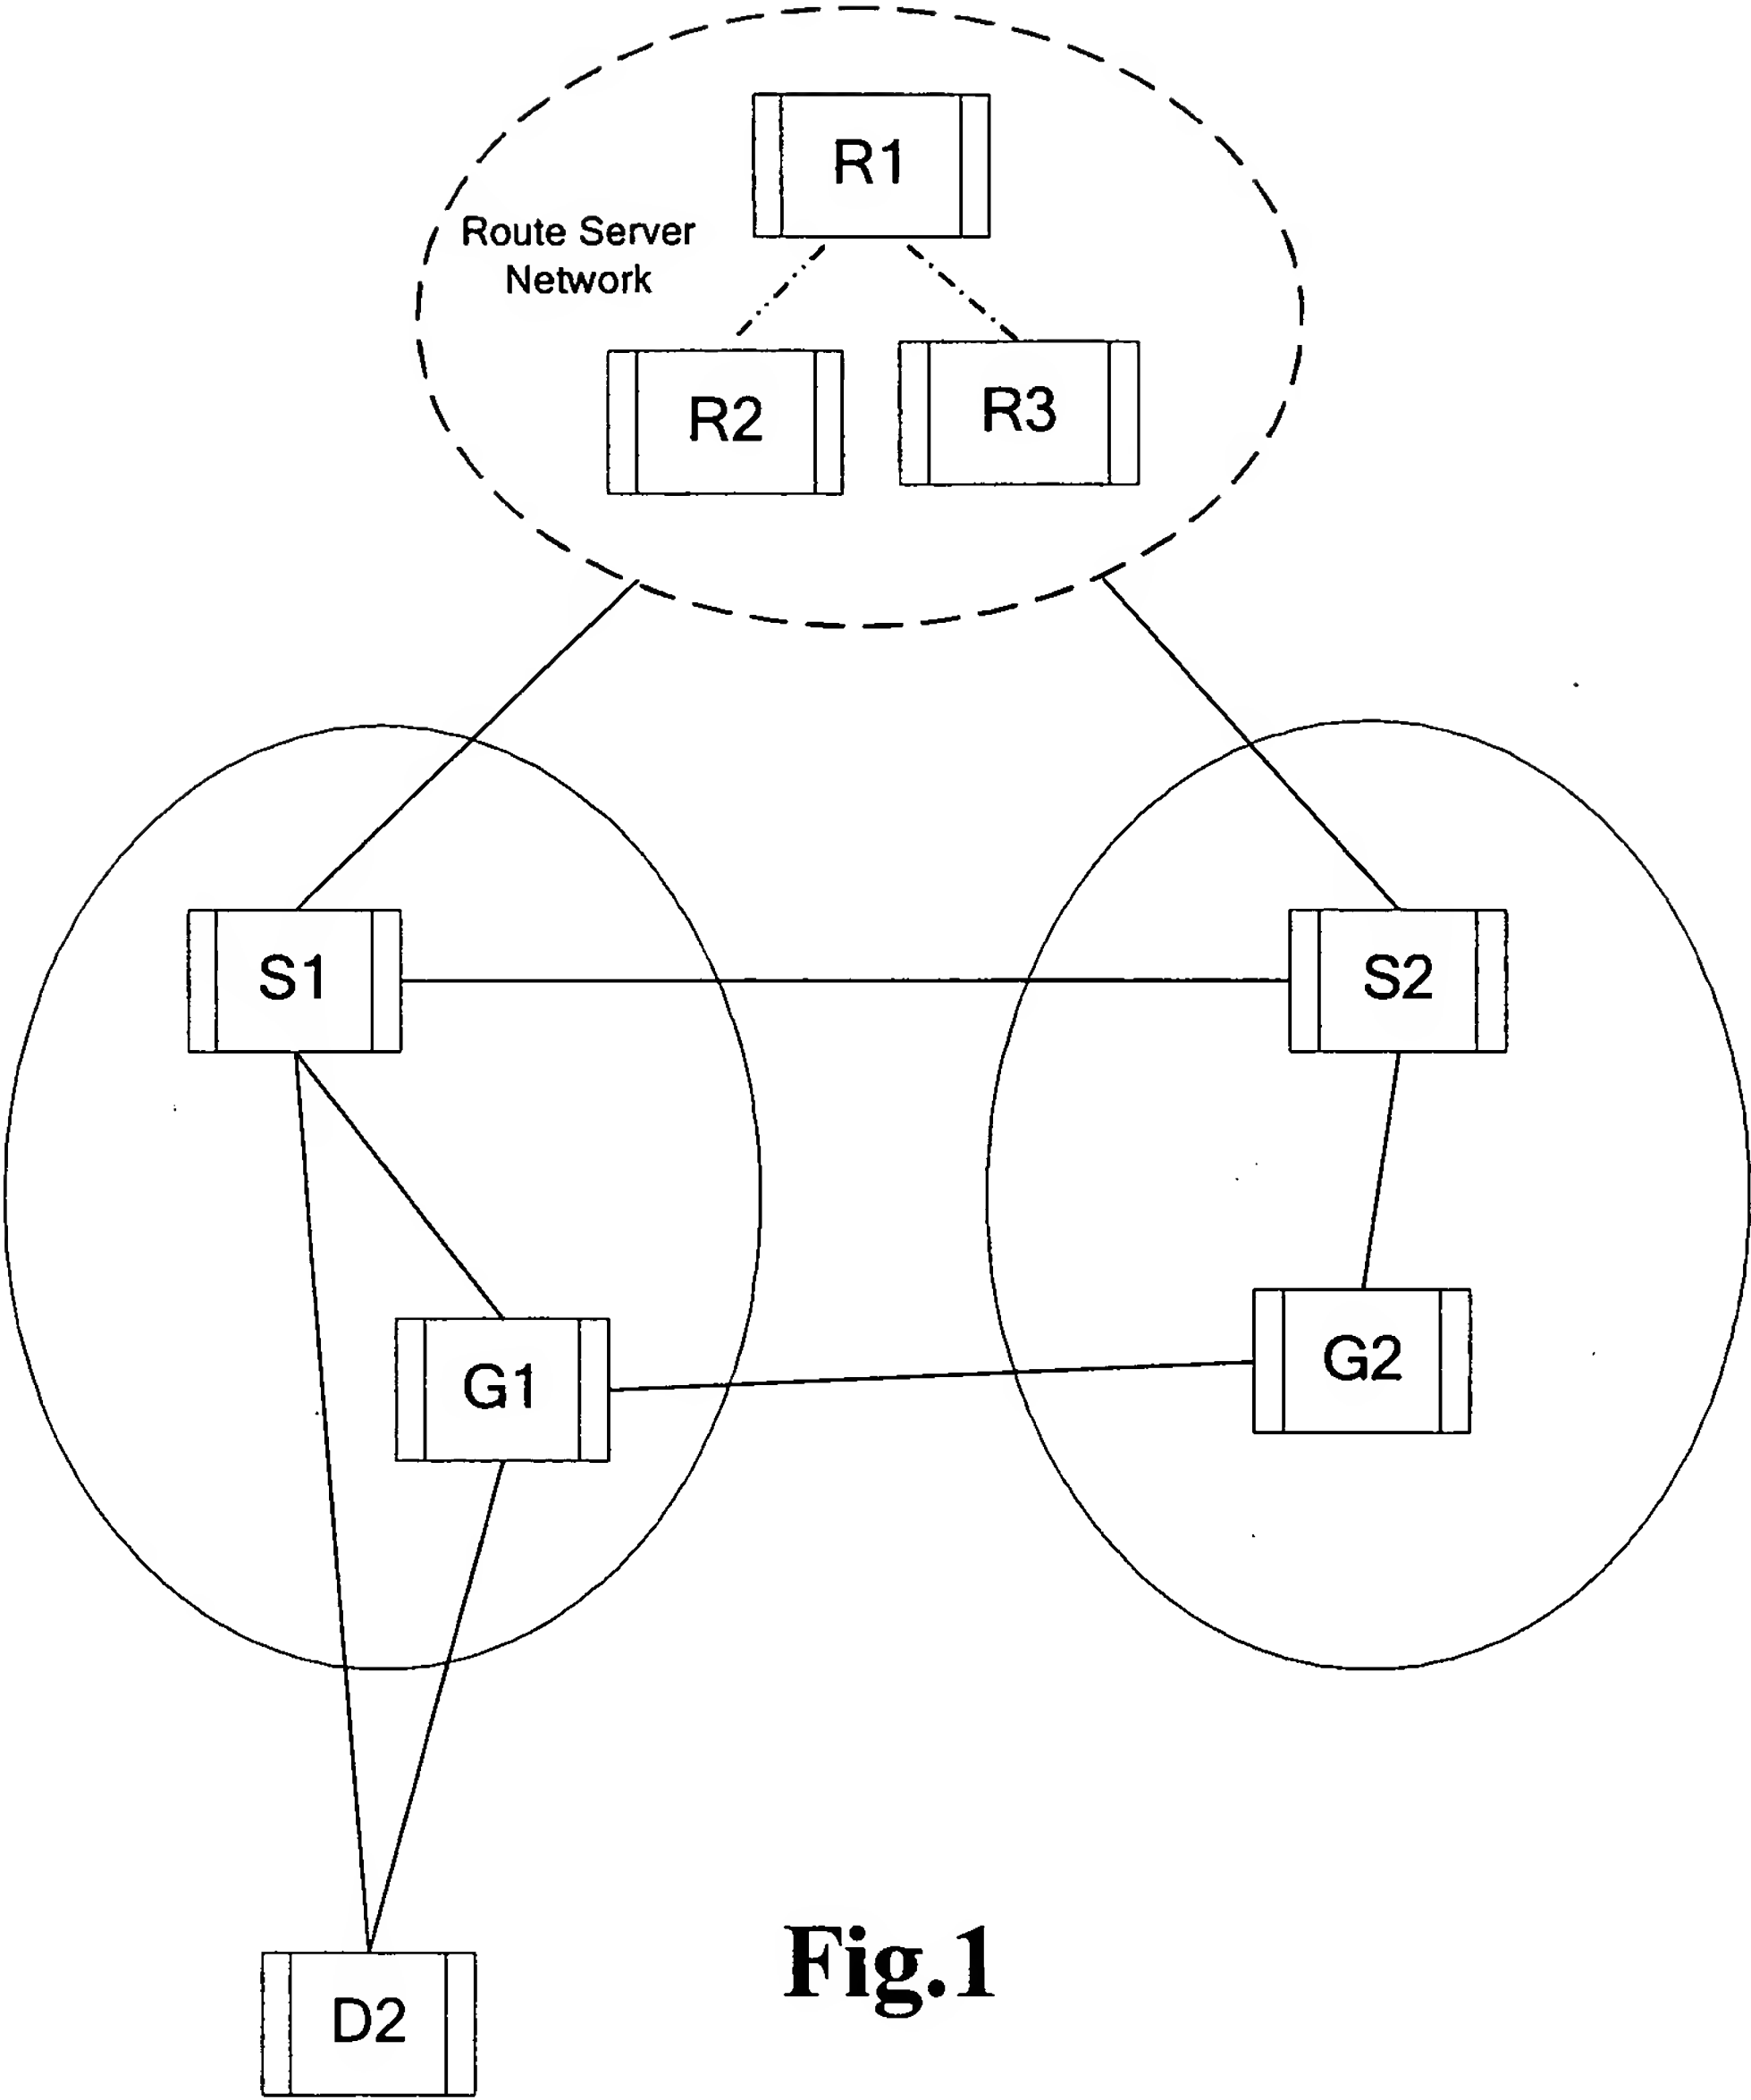 R1
Route Server
Network
R2
R3
S1
S2
G1
G2
Fig.1
D2